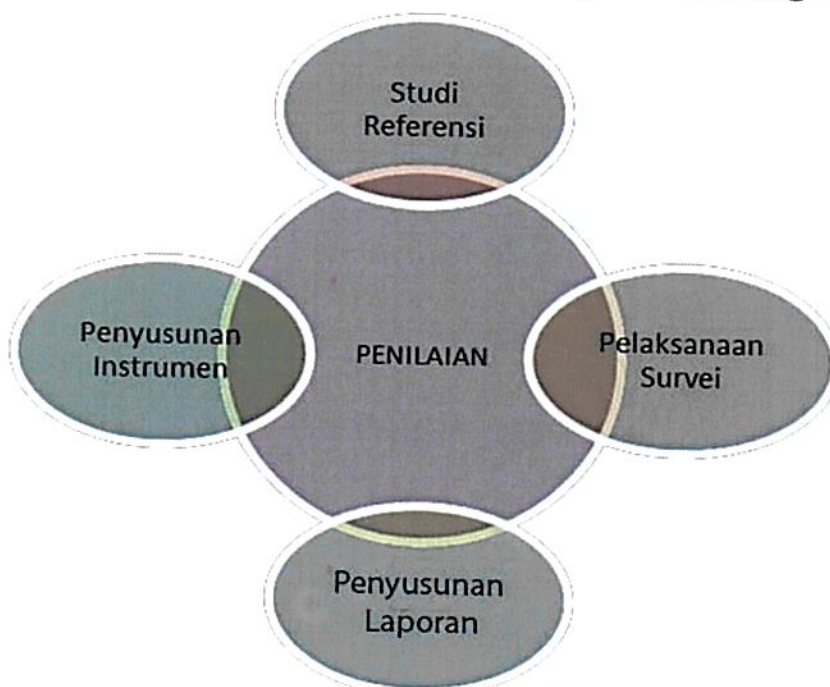 Studi
Referensi
Penyusunan
Instrumen
PENILAIAN
Pelaksanaan
Survei
Penyusunan
Laporan